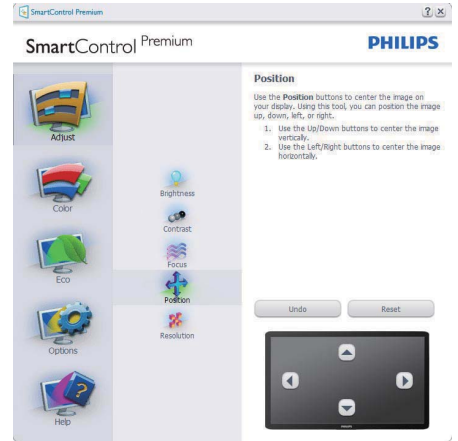 SmartControl Premium
SmartControl Premium
PHILIPS
Adjust
Color
Eco
Options
Help
Brightness
Contrast
Focus
Position
Resolution
Position
Use the Position buttons to center the image on
your display. Using this tool, you can position the image
up, down, left, or right.
1. Use the Up/Down buttons to center the image
vertically.
2. Use the Left/Right buttons to center the image
horizontally.
Undo
Reset
PHILIPS